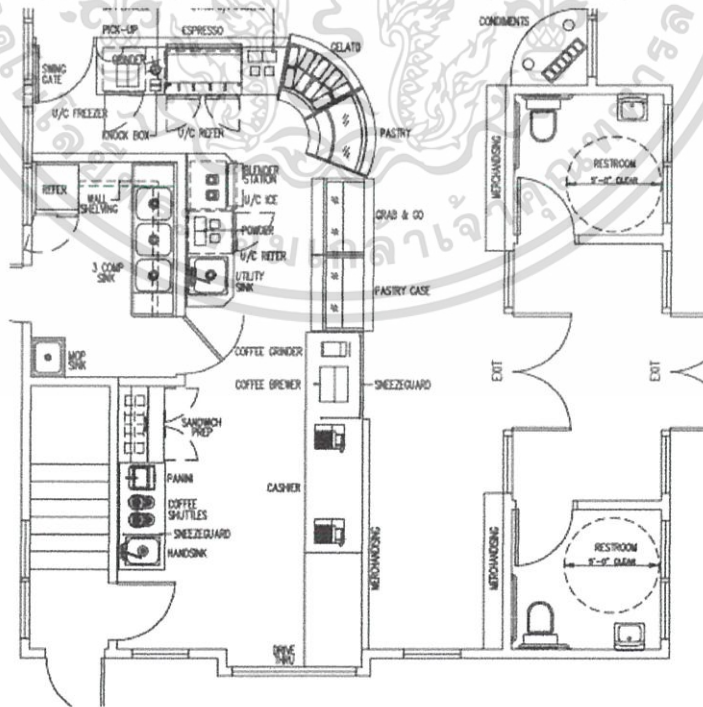 CONDIMENTS
PICK-UP
ESPRESSO
GELATO
SWING
GATE
GRINDER
U/C FREEZER
KNOCK BOX
U/C REFER
PASTRY
MERCHANDISING
RESTROOM
5'-0" CLEAR
REFER
WALL
SHELVING
BLENDER
STATION
U/C ICE
POWDER
U/C REFER
GRAB & GO
3 COMP
SINK
UTILITY
SINK
PASTRY CASE
MOP
SINK
COFFEE GRINDER
COFFEE BREWER
SNEEZEGUARD
EXIT
EXIT
SANDWICH
PREP
PANINI
COFFEE
SHUTTLES
CASHIER
SNEEZEGUARD
HANDSINK
MERCHANDISING
MERCHANDISING
RESTROOM
5'-0" CLEAR
DRIVE
THRU